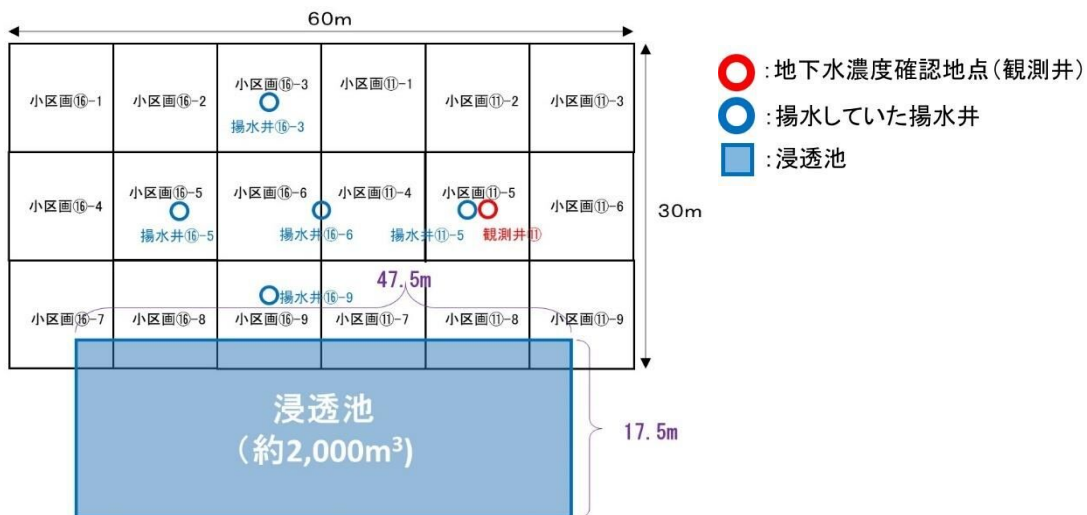 60m
小区画⑯-1
小区画⑯-2
小区画⑯-3
揚水井⑯-3
小区画⑪-1
小区画⑪-2
小区画⑪-3
小区画⑯-4
小区画⑯-5
揚水井⑯-5
小区画⑯-6
揚水井⑯-6
小区画⑪-4
小区画⑪-5
揚水井⑪-5
観測井⑪
小区画⑪-6
30m
47.5m
小区画⑯-7
小区画⑯-8
揚水井⑯-9
小区画⑯-9
小区画⑪-7
小区画⑪-8
小区画⑪-9
浸透池
(約2,000m³)
17.5m
:地下水濃度確認地点(観測井)
:揚水していた揚水井
:浸透池